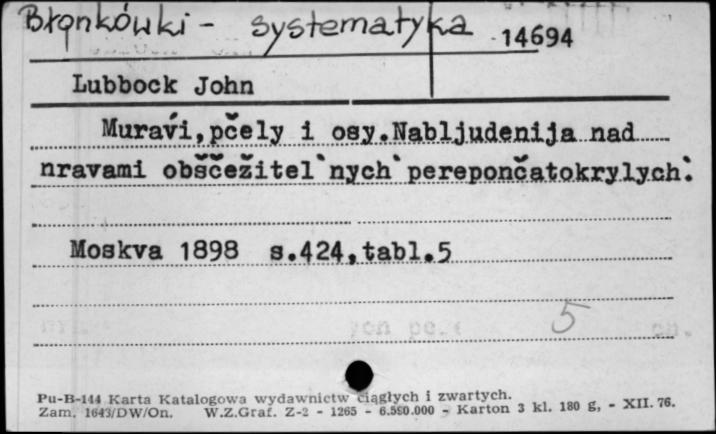 Błonkówki - systematyka 14694
Lubbock John
Muravi,pčely i osy.Nabljudenija nad
nravami obščežitel`nych`perepončatokrylych.
Moskva 1898 s.424,tabl.5
5
Pu-B-144 Karta Katalogowa wydawnictw ciągłych i zwartych.
Zam. 1643/DW/On. W.Z.Graf. Z-2 - 1265 - 6.550.000 - Karton 3 kl. 180 g, - XII. 76.